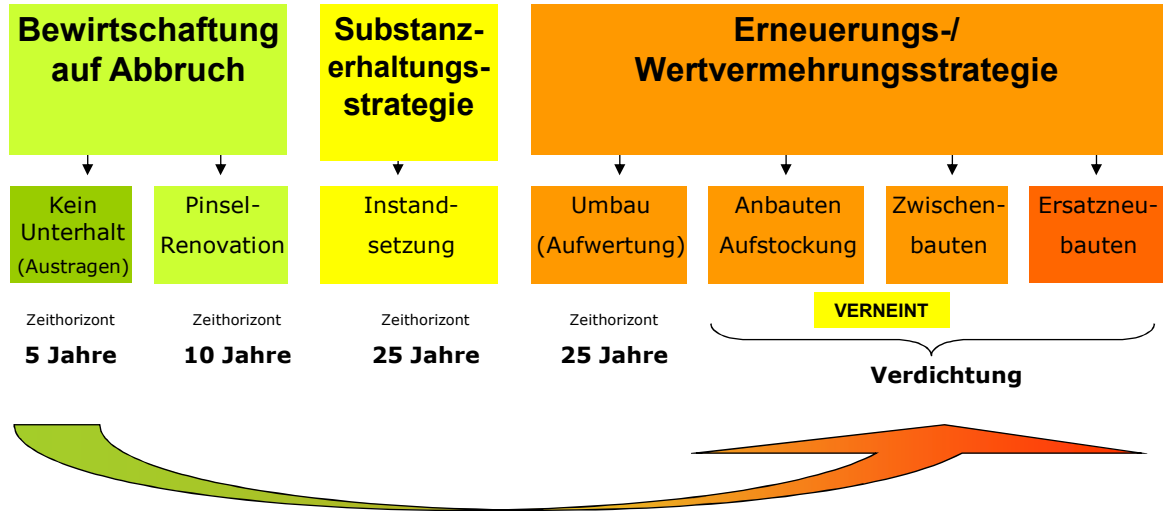 Bewirtschaftung
auf Abbruch
Substanz-
erhaltungs-
strategie
Erneuerungs-/
Wertvermehrungsstrategie
Kein
Unterhalt
(Austragen)
Pinsel-
Renovation
Instand-
setzung
Umbau
(Aufwertung)
Anbauten
Aufstockung
Zwischen-
bauten
Ersatzneu-
bauten
Zeithorizont
5 Jahre
Zeithorizont
10 Jahre
Zeithorizont
25 Jahre
Zeithorizont
25 Jahre
VERNEINT
Verdichtung